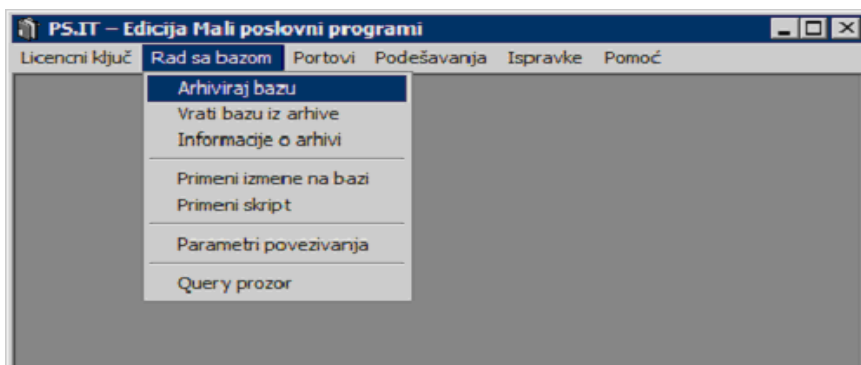 PS.IT – Edicija Mali poslovni programi
Licencni ključ Rad sa bazom Portovi Podešavanja Ispravke Pomoć
Arhiviraj bazu
Vrati bazu iz arhive
Informacije o arhivi
Primeni izmene na bazi
Primeni skript
Parametri povezivanja
Query prozor